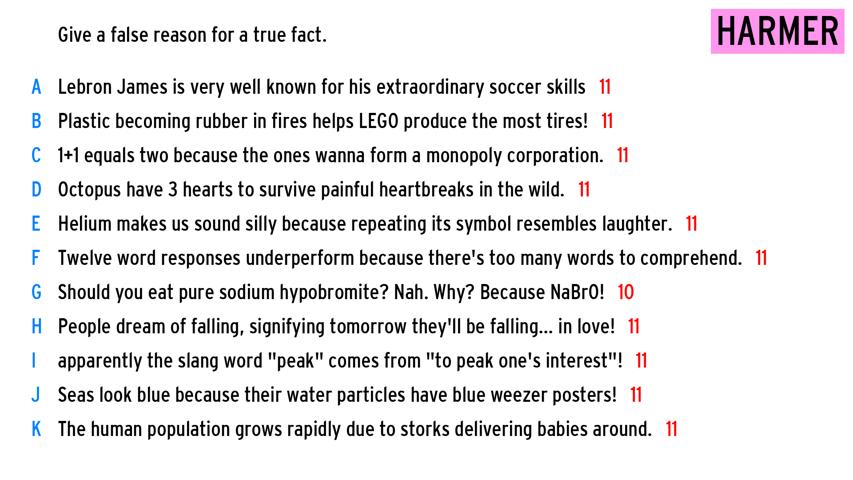 Give a false reason for a true fact.
HARMER
A Lebron James is very well known for his extraordinary soccer skills 11
B Plastic becoming rubber in fires helps LEGO produce the most tires! 11
C 1+1 equals two because the ones wanna form a monopoly corporation. 11
D Octopus have 3 hearts to survive painful heartbreaks in the wild. 11
E Helium makes us sound silly because repeating its symbol resembles laughter. 11
F Twelve word responses underperform because there's too many words to comprehend. 11
G Should you eat pure sodium hypobromite? Nah. Why? Because NaBrO! 10
H People dream of falling, signifying tomorrow they'll be falling... in love! 11
I apparently the slang word "peak" comes from "to peak one's interest"! 11
J Seas look blue because their water particles have blue weezer posters! 11
K The human population grows rapidly due to storks delivering babies around. 11